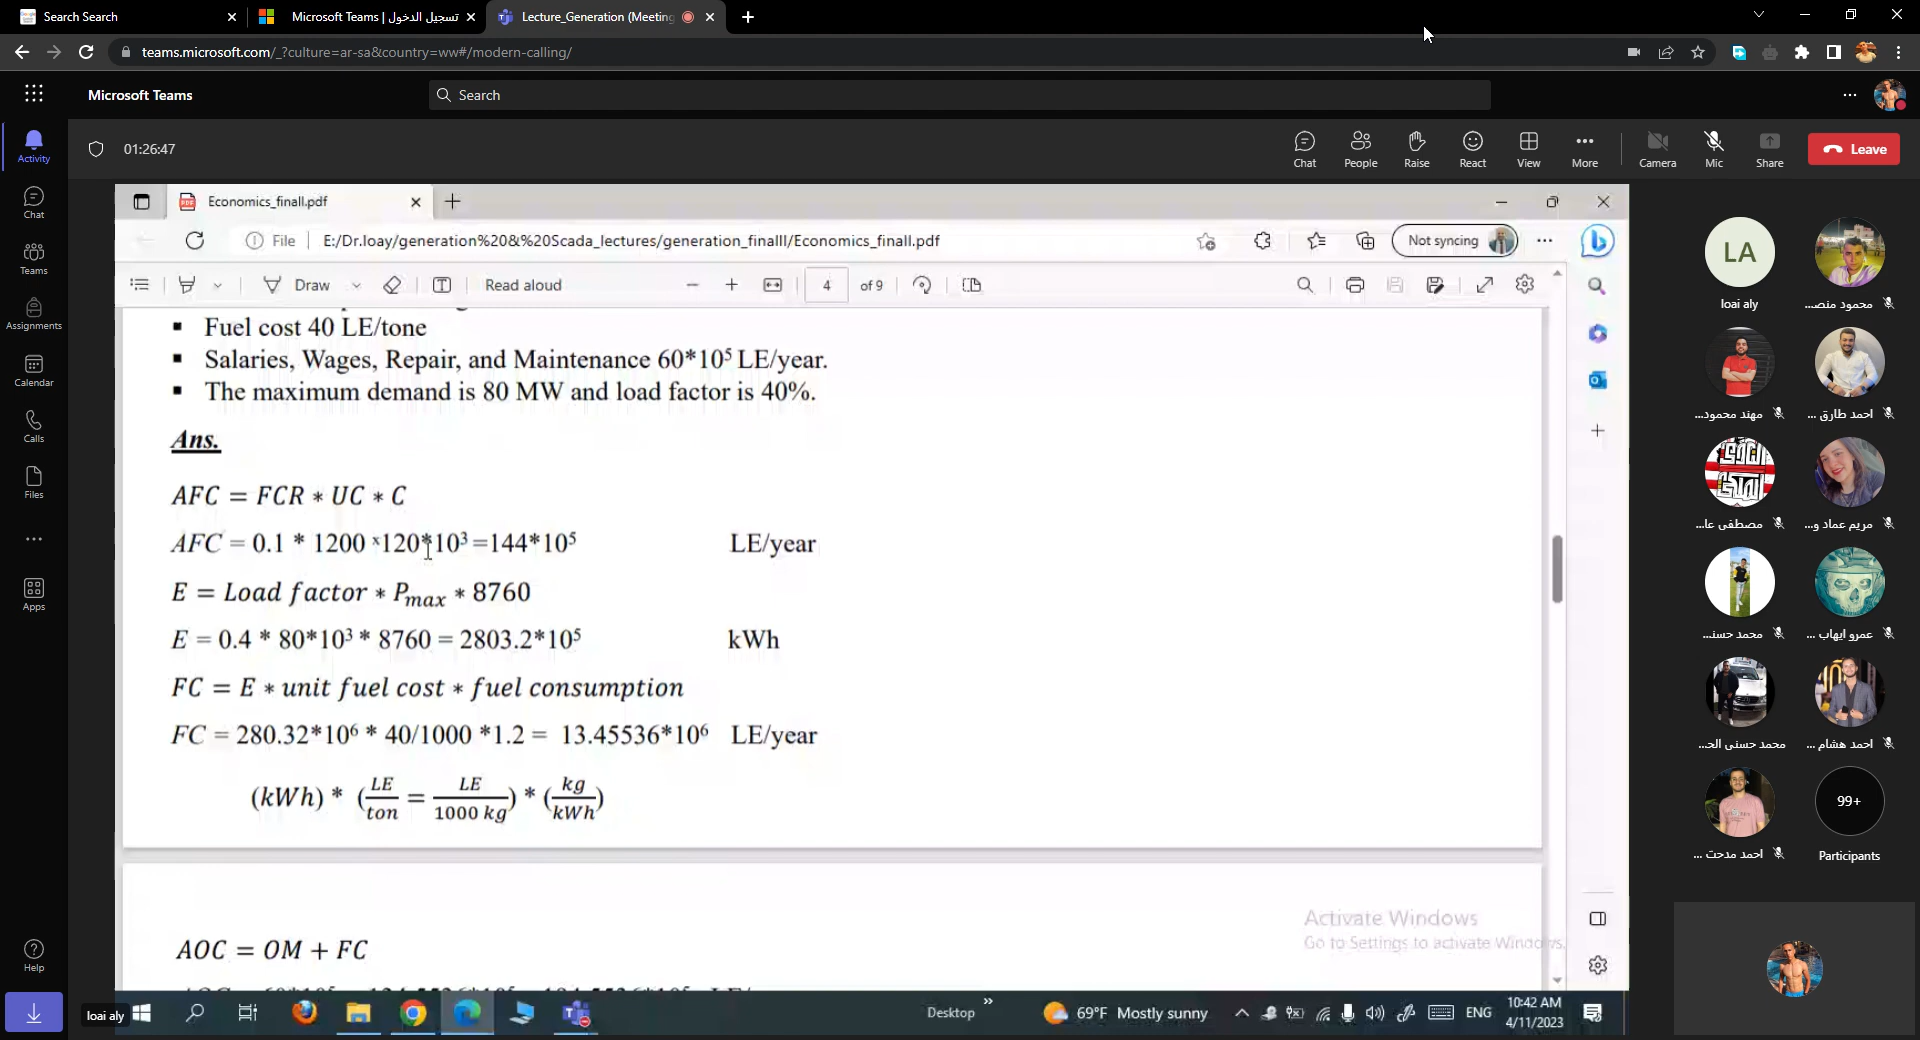 Search Search
Microsoft Teams | تسجيل الدخول
Lecture_Generation (Meeting
teams.microsoft.com/_?culture=ar-sa&country=ww#/modern-calling/
Microsoft Teams
Search
01:26:47
Chat
People
Raise
React
View
More
Camera
Mic
Share
Leave
Activity
Chat
Teams
Assignments
Calendar
Calls
Files
Apps
Help
Economics_finall.pdf
File
E:/Dr.loay/generation%20&%20Scada_lectures/generation_finalll/Economics_finall.pdf
Not syncing
Draw
Read aloud
4 of 9
▪ Fuel cost 40 LE/tone
▪ Salaries, Wages, Repair, and Maintenance 60*10⁵ LE/year.
▪ The maximum demand is 80 MW and load factor is 40%.
Ans.
AFC = FCR * UC * C
AFC = 0.1 * 1200 ˣ120*10³ =144*10⁵ LE/year
E = Load factor * Pmax * 8760
E = 0.4 * 80*10³ * 8760 = 2803.2*10⁵ kWh
FC = E * unit fuel cost * fuel consumption
FC = 280.32*10⁶ * 40/1000 *1.2 = 13.45536*10⁶ LE/year
(kWh) * (LE/ton = LE/1000 kg) * (kg/kWh)
AOC = OM + FC
Activate Windows
Go to Settings to activate Windows.
loai aly
Desktop
69°F Mostly sunny
ENG
10:42 AM
4/11/2023
LA
loai aly
محمود منصـ...
مهند محمود...
احمد طارق ...
مصطفى عا...
مريم عماد و...
محمد حسنـ...
عمرو ايهاب ...
محمد حسنى الحـ...
احمد هشام ...
احمد مدحت ...
99+
Participants